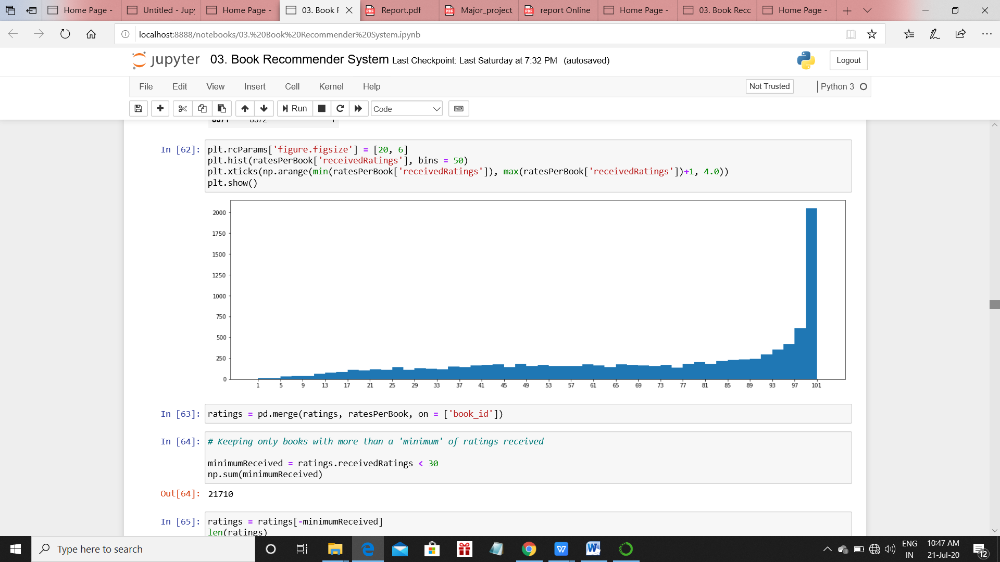 Home Page -
Untitled - Jup
Home Page -
03. Book F
PDF Report.pdf
PDF Major_project
PDF report Online
Home Page -
03. Book Recc
Home Page -
localhost:8888/notebooks/03.%20Book%20Recommender%20System.ipynb
jupyter 03. Book Recommender System Last Checkpoint: Last Saturday at 7:32 PM (autosaved)
Logout
File Edit View Insert Cell Kernel Help
Not Trusted
Python 3
Run
Code
8371 8372 1
In [62]: plt.rcParams['figure.figsize'] = [20, 6]
plt.hist(ratesPerBook['receivedRatings'], bins = 50)
plt.xticks(np.arange(min(ratesPerBook['receivedRatings']), max(ratesPerBook['receivedRatings'])+1, 4.0))
plt.show()
2000
1750
1500
1250
1000
750
500
250
0
1 5 9 13 17 21 25 29 33 37 41 45 49 53 57 61 65 69 73 77 81 85 89 93 97 101
In [63]: ratings = pd.merge(ratings, ratesPerBook, on = ['book_id'])
In [64]: # Keeping only books with more than a 'minimum' of ratings received
minimumReceived = ratings.receivedRatings < 30
np.sum(minimumReceived)
Out[64]: 21710
In [65]: ratings = ratings[-minimumReceived]
len(ratings)
Type here to search
ENG
IN
10:47 AM
21-Jul-20
12